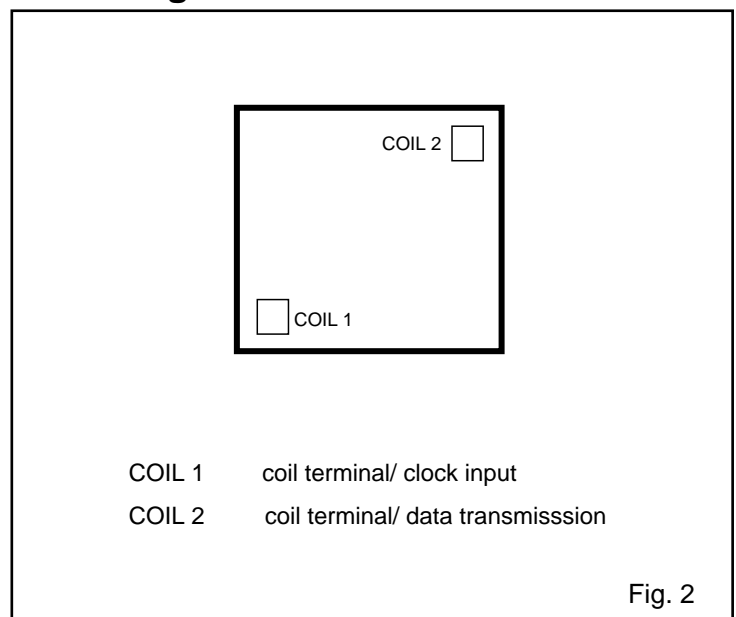 COIL 2
COIL 1
COIL 1 coil terminal/ clock input
COIL 2 coil terminal/ data transmisssion
Fig. 2